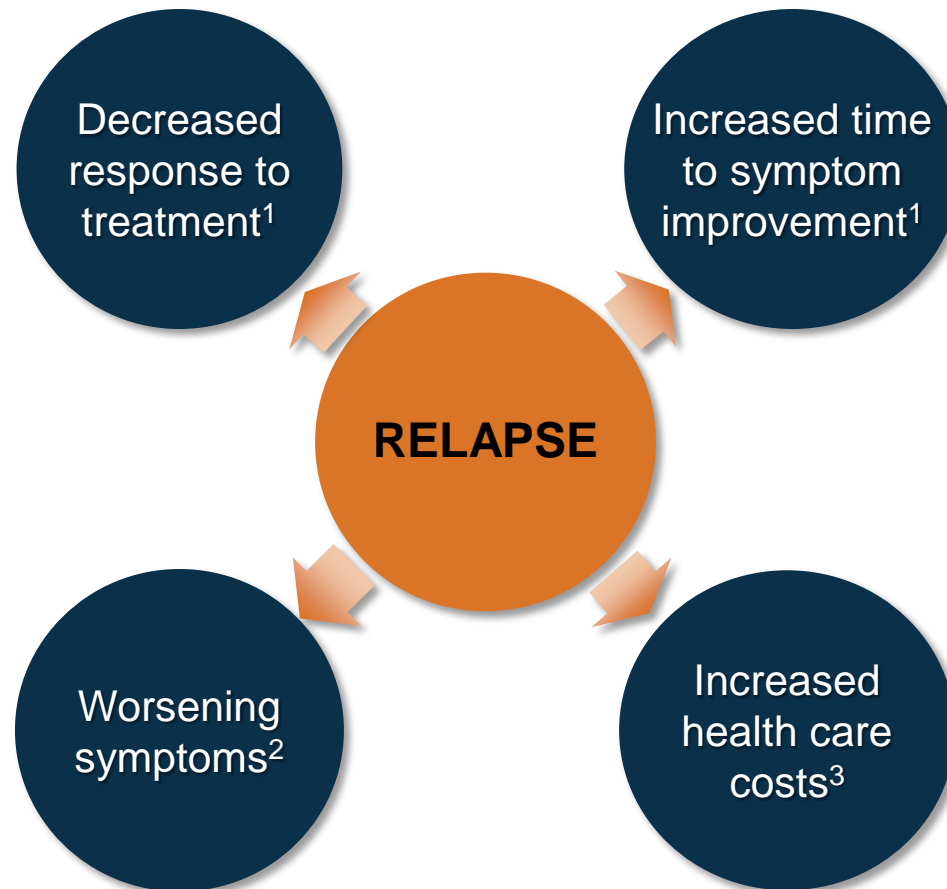 Decreased
response to
treatment¹
Increased time
to symptom
improvement¹
RELAPSE
Worsening
symptoms²
Increased
health care
costs³